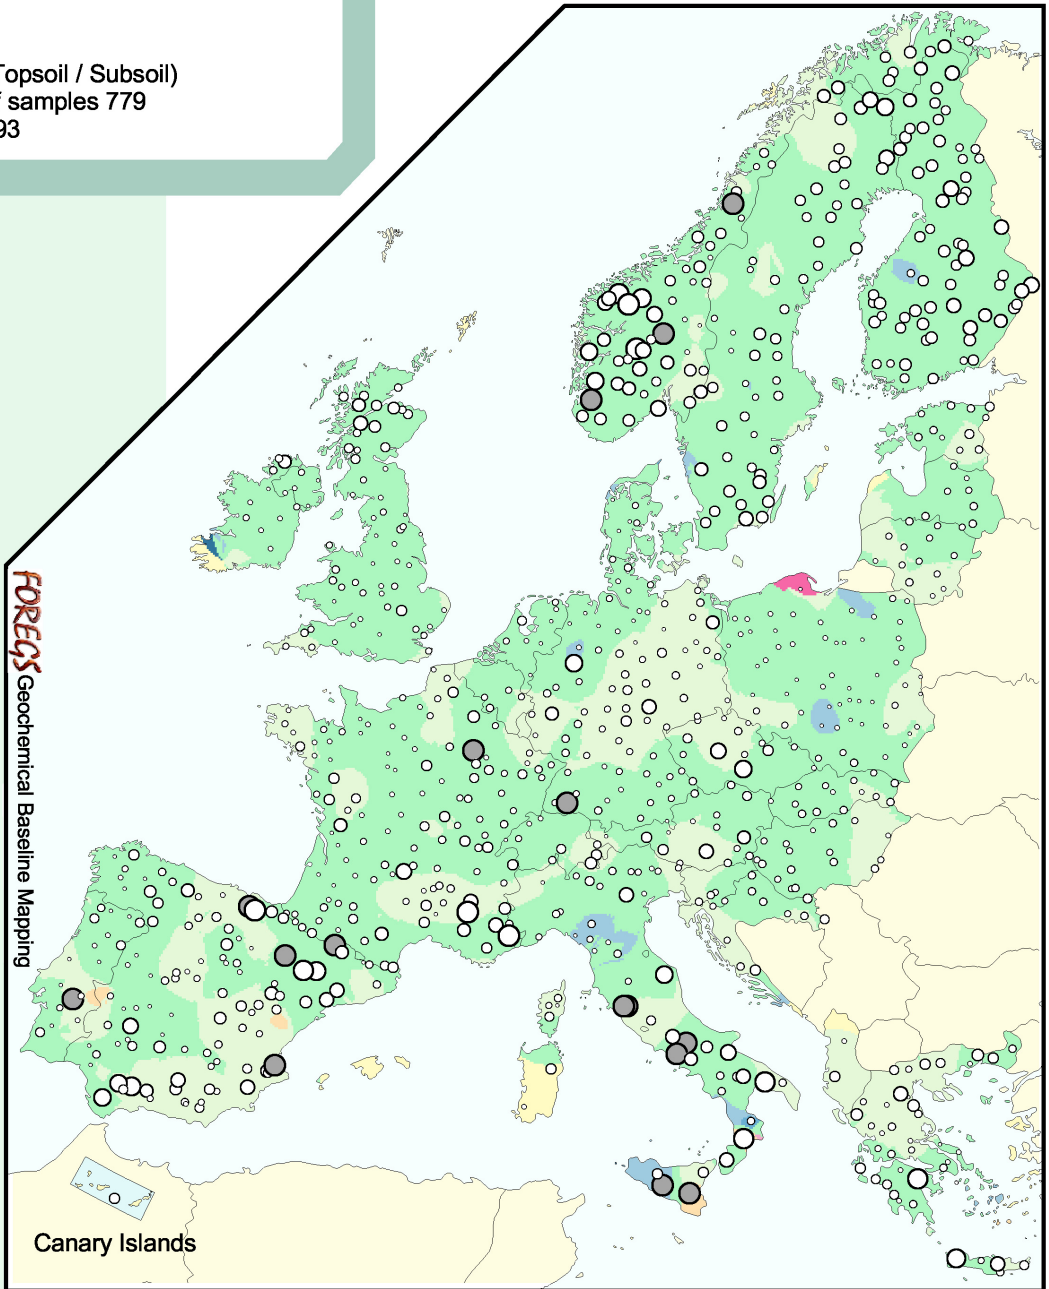 Topsoil / Subsoil)
f samples 779
93
FOREGS Geochemical Baseline Mapping
Canary Islands